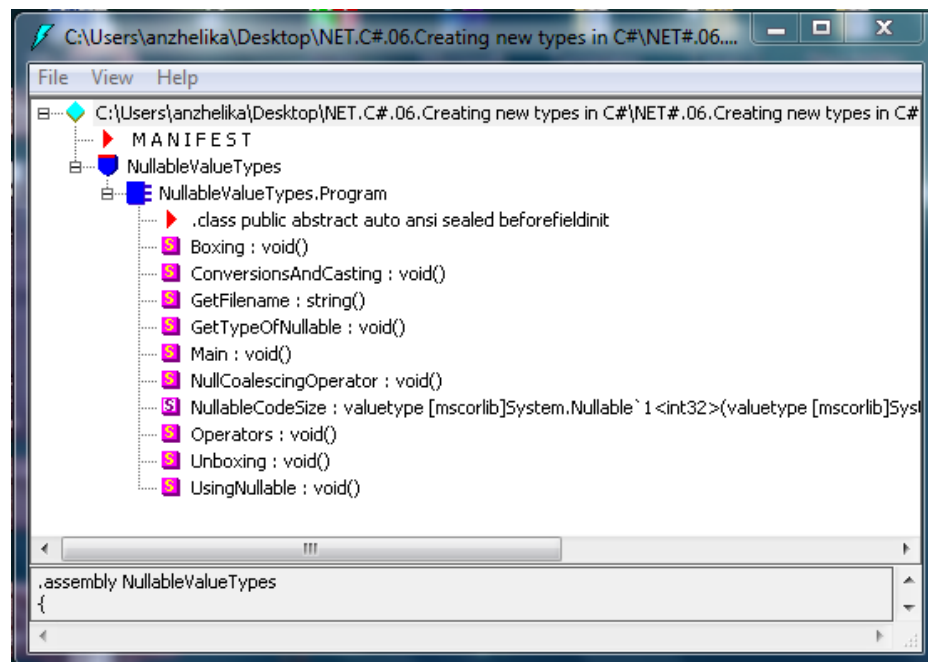 C:\Users\anzhelika\Desktop\NET.C#.06.Creating new types in C#\NET#.06....
File View Help
C:\Users\anzhelika\Desktop\NET.C#.06.Creating new types in C#\NET#.06.Creating new types in C#
MANIFEST
NullableValueTypes
NullableValueTypes.Program
.class public abstract auto ansi sealed beforefieldinit
Boxing : void()
ConversionsAndCasting : void()
GetFilename : string()
GetTypeOfNullable : void()
Main : void()
NullCoalescingOperator : void()
NullableCodeSize : valuetype [mscorlib]System.Nullable`1<int32>(valuetype [mscorlib]Syst
Operators : void()
Unboxing : void()
UsingNullable : void()
.assembly NullableValueTypes
{